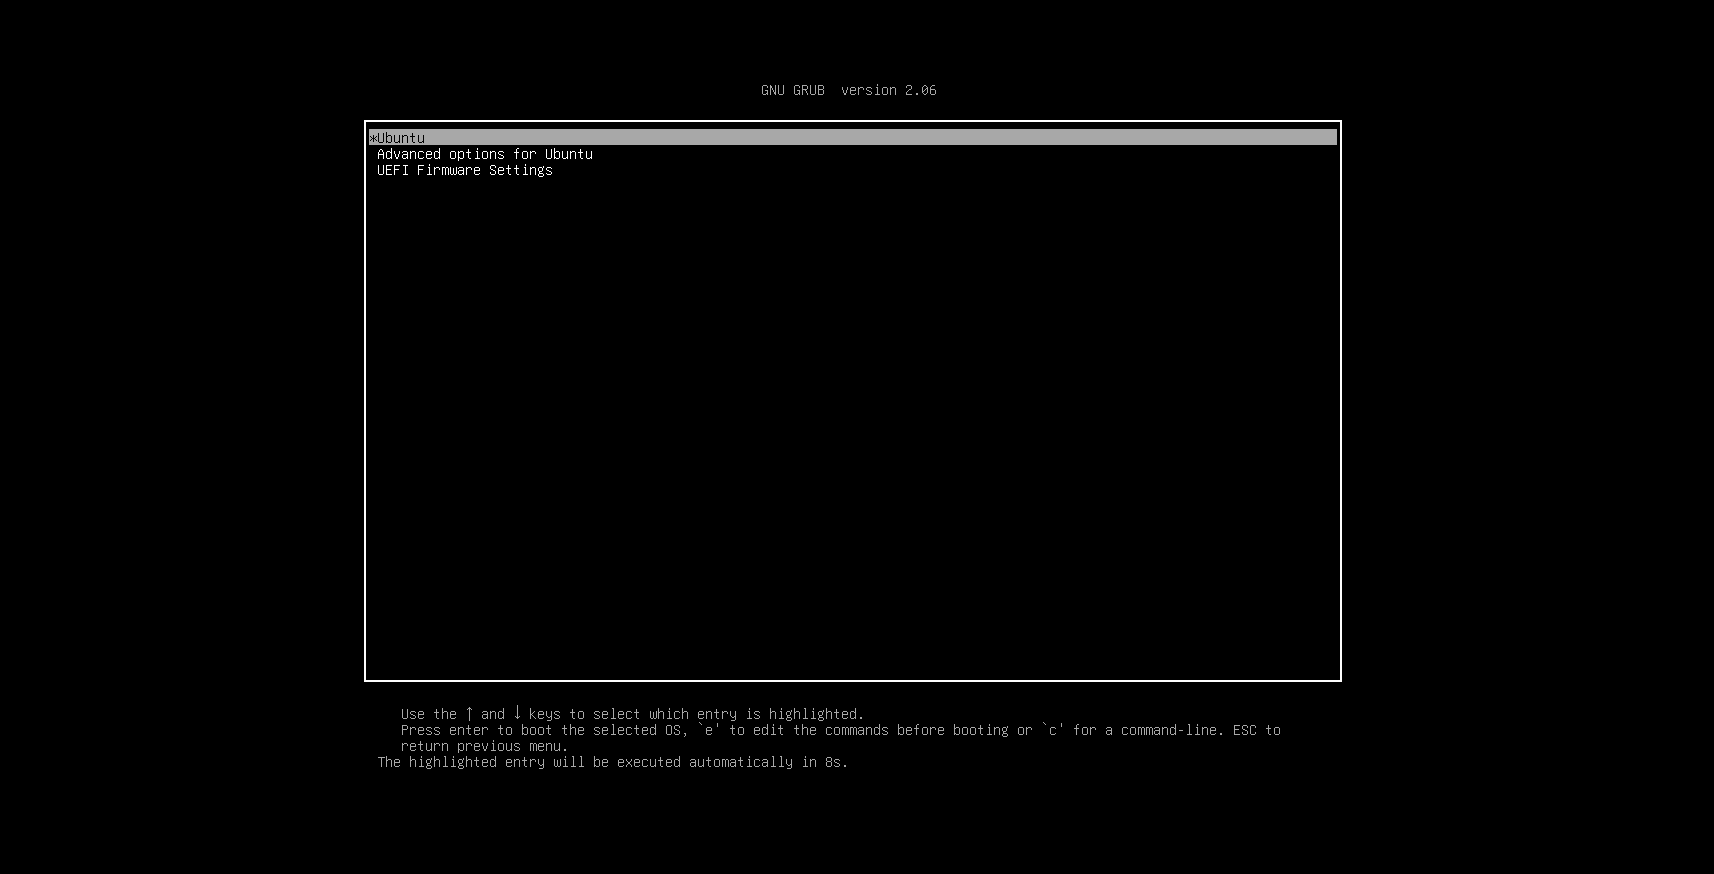 GNU GRUB  version 2.06
*Ubuntu
Advanced options for Ubuntu
UEFI Firmware Settings
Use the ↑ and ↓ keys to select which entry is highlighted.
Press enter to boot the selected OS, `e' to edit the commands before booting or `c' for a command-line. ESC to
return previous menu.
The highlighted entry will be executed automatically in 8s.